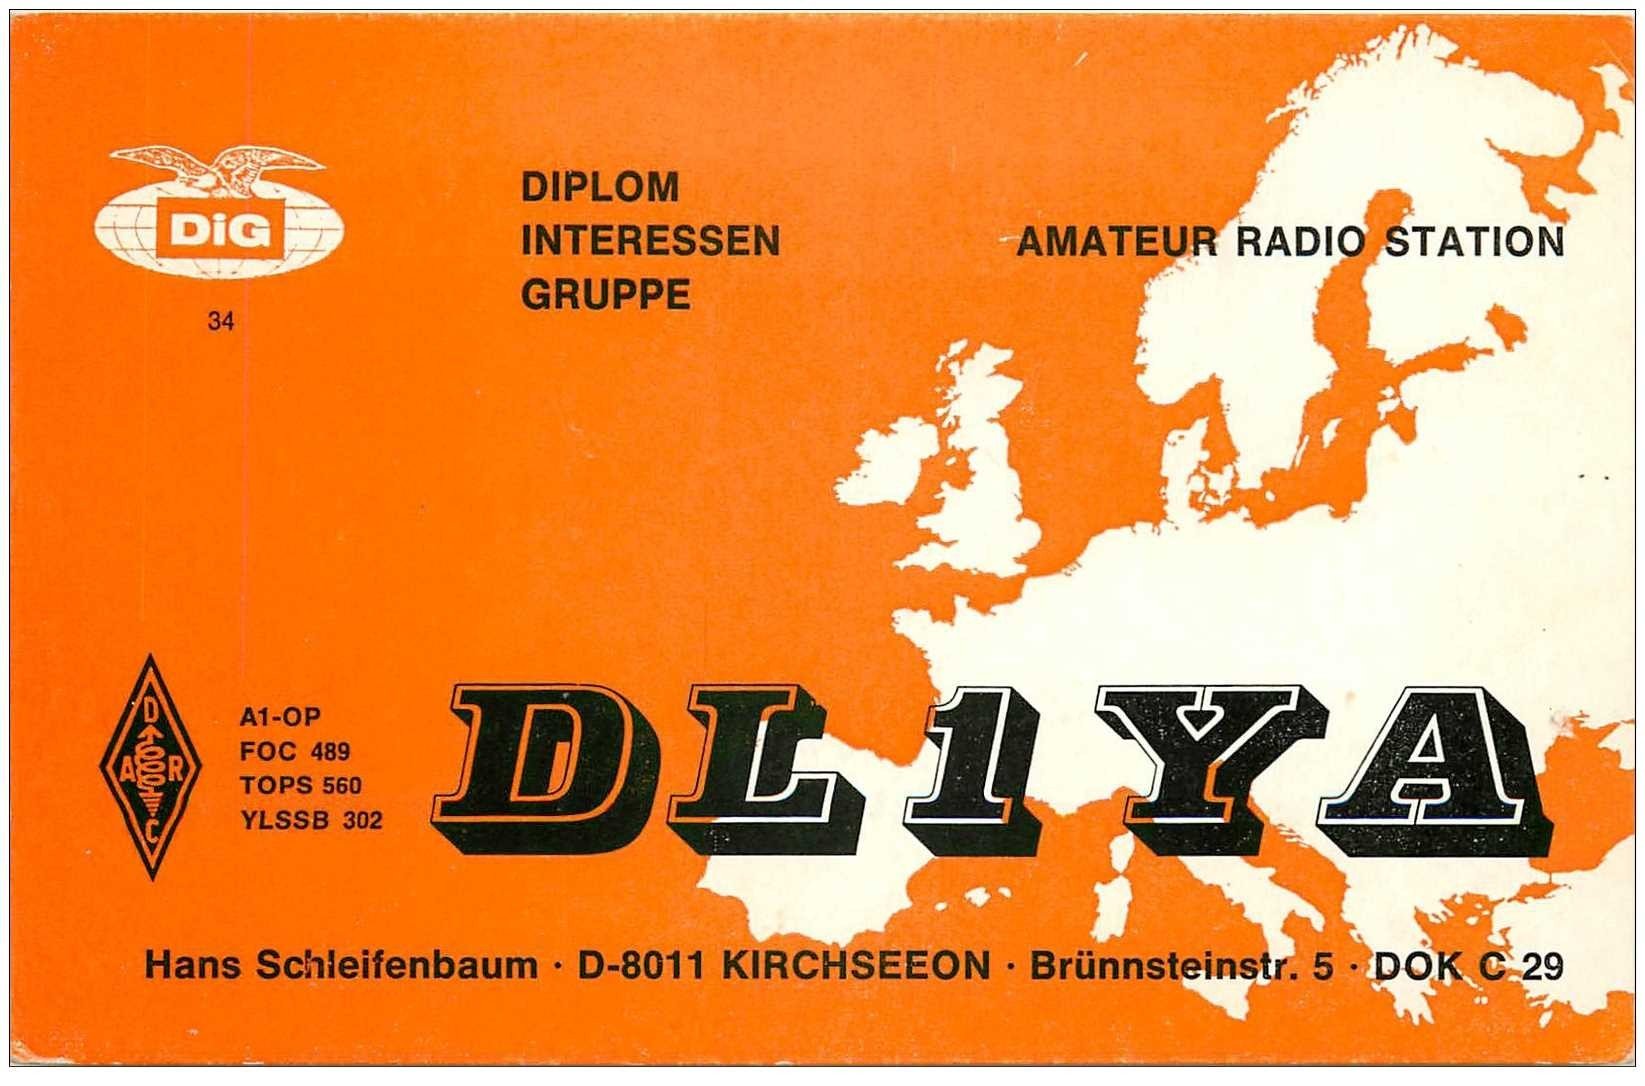 DiG
34
DIPLOM
INTERESSEN
GRUPPE
AMATEUR RADIO STATION
D
A R
C
A1-OP
FOC 489
TOPS 560
YLSSB 302
DL1YA
Hans Schleifenbaum · D-8011 KIRCHSEEON · Brünnsteinstr. 5 · DOK C 29